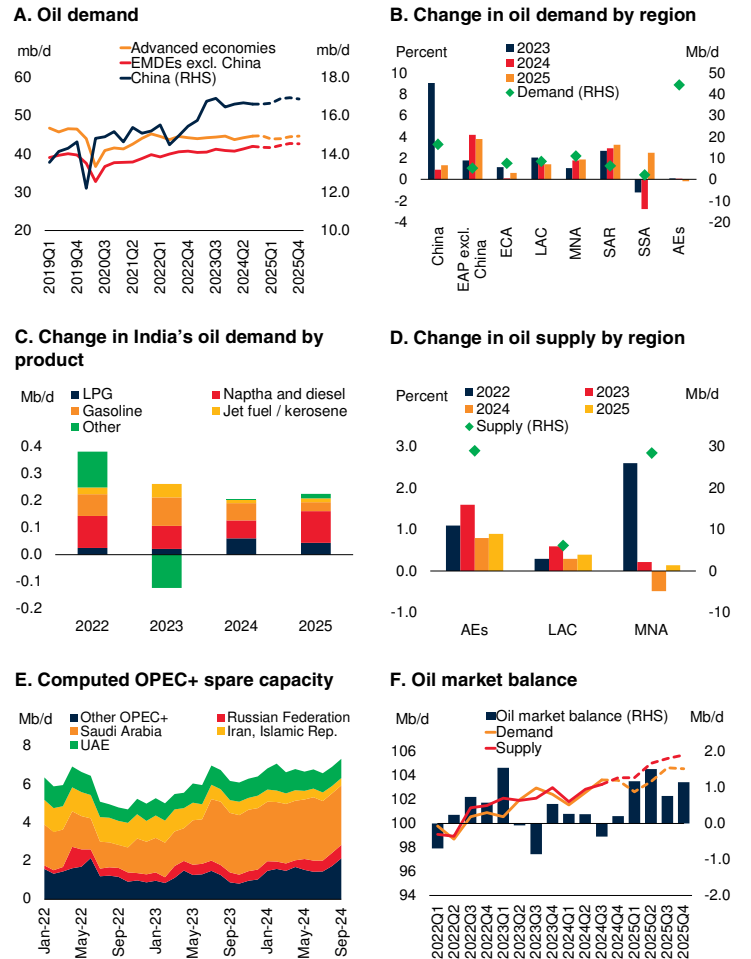 A. Oil demand
mb/d
mb/d
Advanced economies
EMDEs excl. China
China (RHS)
60
50
40
30
20
18.0
16.0
14.0
12.0
10.0
2019Q1
2019Q4
2020Q3
2021Q2
2022Q1
2022Q4
2023Q3
2024Q2
2025Q1
2025Q4
B. Change in oil demand by region
Percent
Mb/d
2023
2024
2025
Demand (RHS)
10
8
6
4
2
0
-2
-4
50
40
30
20
10
0
-10
-20
China
EAP excl.
China
ECA
LAC
MNA
SAR
SSA
AEs
C. Change in India's oil demand by
product
Mb/d
LPG
Naptha and diesel
Gasoline
Jet fuel / kerosene
Other
0.4
0.3
0.2
0.1
0.0
-0.1
-0.2
2022
2023
2024
2025
D. Change in oil supply by region
Percent
Mb/d
2022
2023
2024
2025
Supply (RHS)
3.0
2.0
1.0
0.0
-1.0
30
20
10
0
-10
AEs
LAC
MNA
E. Computed OPEC+ spare capacity
Mb/d
Other OPEC+
Russian Federation
Saudi Arabia
Iran, Islamic Rep.
UAE
8
6
4
2
0
Jan-22
May-22
Sep-22
Jan-23
May-23
Sep-23
Jan-24
May-24
Sep-24
F. Oil market balance
Mb/d
Mb/d
Oil market balance (RHS)
Demand
Supply
106
104
102
100
98
96
94
2.0
1.0
0.0
-1.0
-2.0
2022Q1
2022Q2
2022Q3
2022Q4
2023Q1
2023Q2
2023Q3
2023Q4
2024Q1
2024Q2
2024Q3
2024Q4
2025Q1
2025Q2
2025Q3
2025Q4